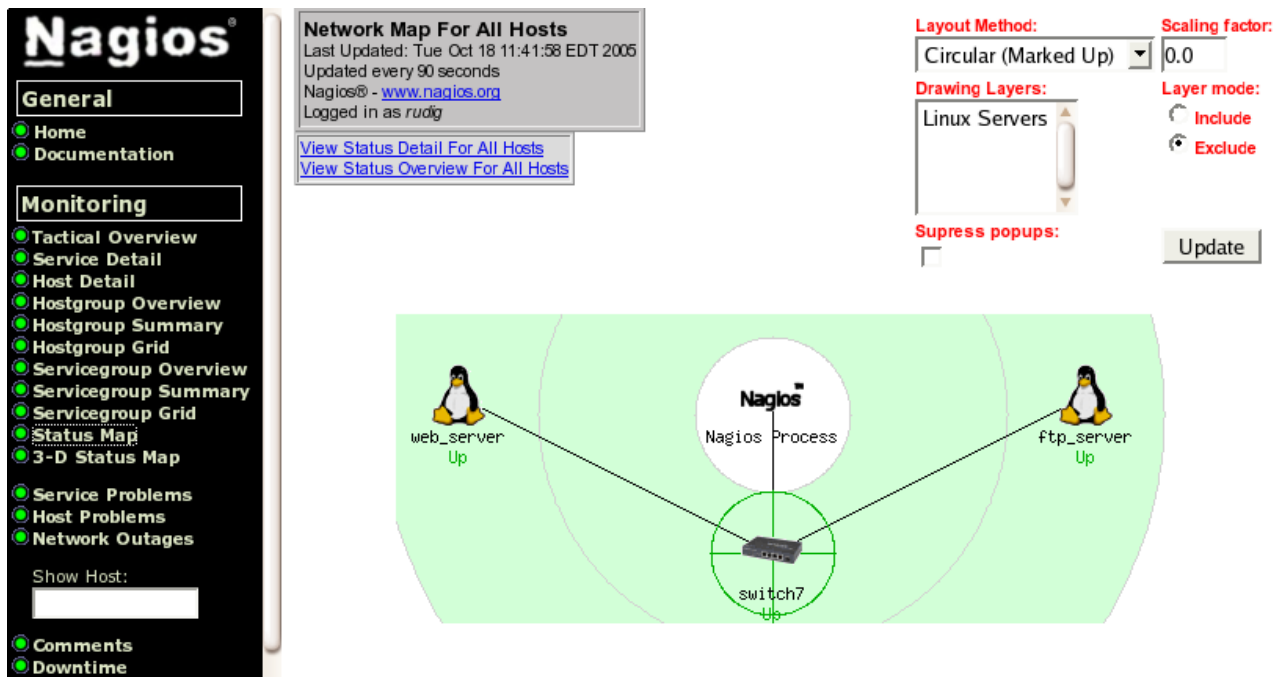 Nagios®
General
Home
Documentation
Monitoring
Tactical Overview
Service Detail
Host Detail
Hostgroup Overview
Hostgroup Summary
Hostgroup Grid
Servicegroup Overview
Servicegroup Summary
Servicegroup Grid
Status Map
3-D Status Map
Service Problems
Host Problems
Network Outages
Show Host:
Comments
Downtime
Network Map For All Hosts
Last Updated: Tue Oct 18 11:41:58 EDT 2005
Updated every 90 seconds
Nagios® - www.nagios.org
Logged in as rudig
View Status Detail For All Hosts
View Status Overview For All Hosts
Layout Method:
Circular (Marked Up)
Scaling factor:
0.0
Drawing Layers:
Linux Servers
Layer mode:
Include
Exclude
Supress popups:
Update
Nagios™
Nagios Process
web_server
Up
ftp_server
Up
switch7
Up